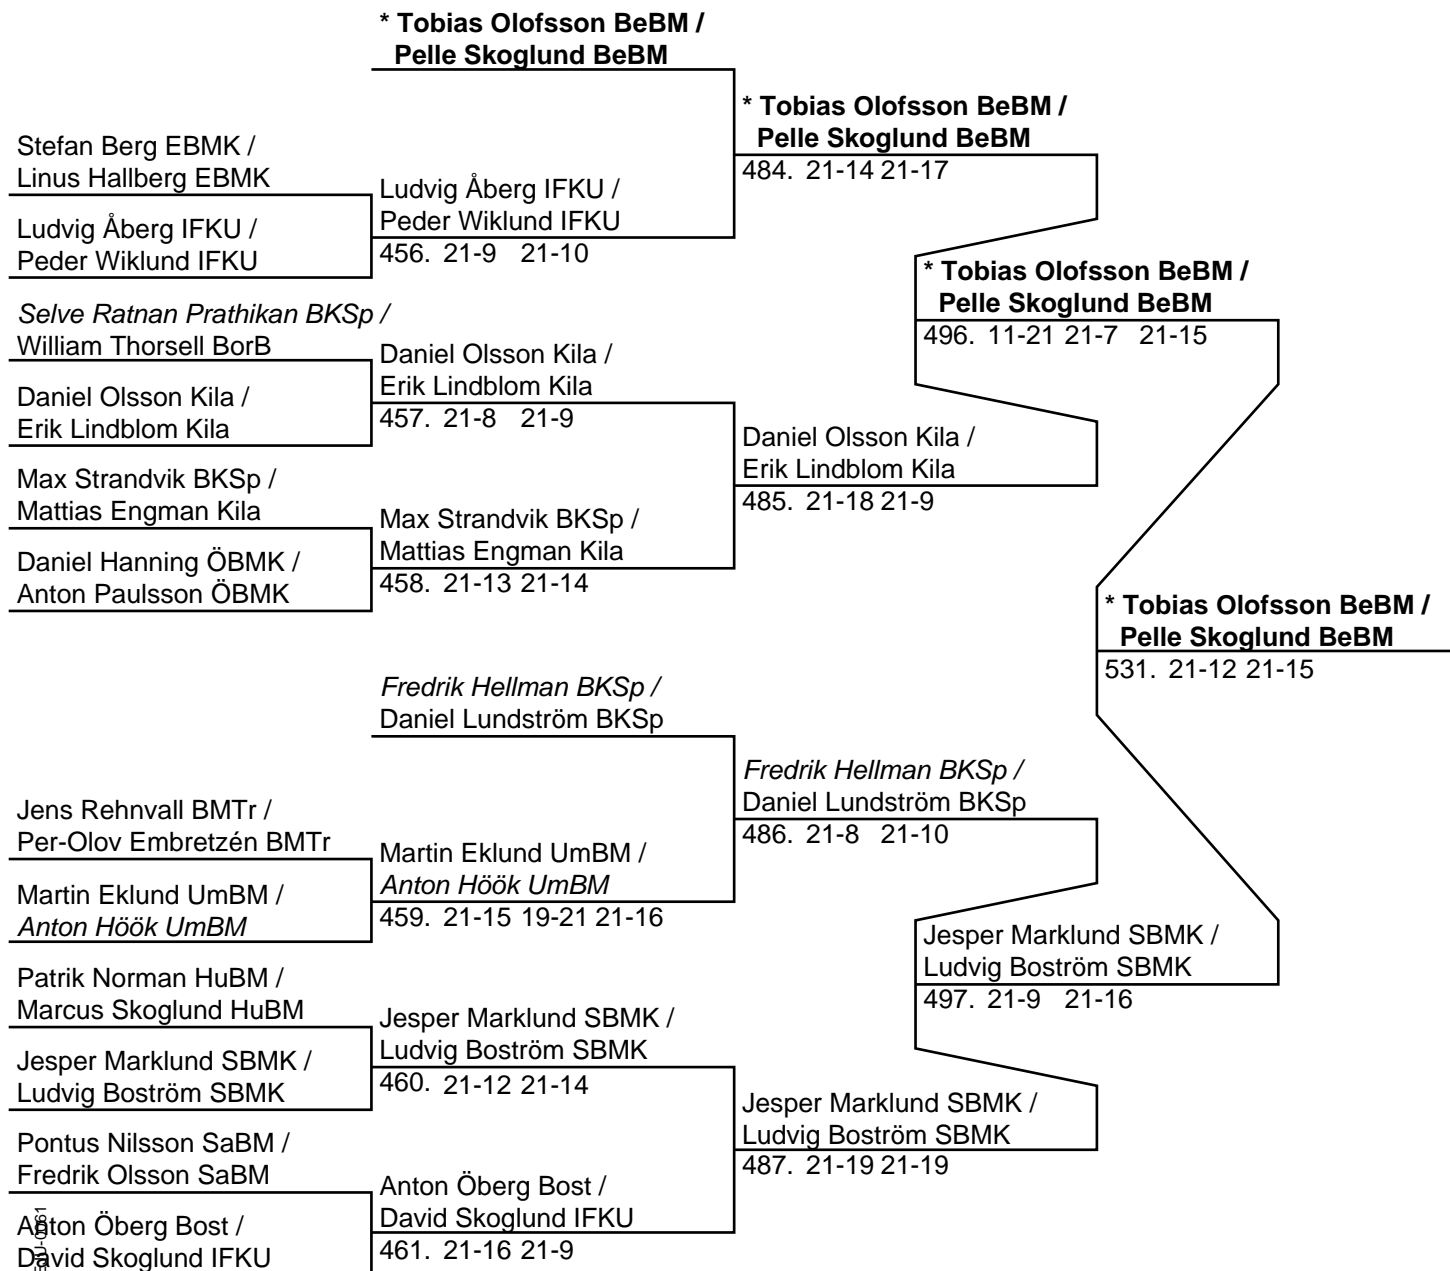 * Tobias Olofsson BeBM /
Pelle Skoglund BeBM
* Tobias Olofsson BeBM /
Pelle Skoglund BeBM
484. 21-14 21-17
Stefan Berg EBMK /
Linus Hallberg EBMK
Ludvig Åberg IFKU /
Peder Wiklund IFKU
456. 21-9 21-10
Ludvig Åberg IFKU /
Peder Wiklund IFKU
* Tobias Olofsson BeBM /
Pelle Skoglund BeBM
496. 11-21 21-7 21-15
Selve Ratnan Prathikan BKSp /
William Thorsell BorB
Daniel Olsson Kila /
Erik Lindblom Kila
457. 21-8 21-9
Daniel Olsson Kila /
Erik Lindblom Kila
Daniel Olsson Kila /
Erik Lindblom Kila
485. 21-18 21-9
Max Strandvik BKSp /
Mattias Engman Kila
Max Strandvik BKSp /
Mattias Engman Kila
458. 21-13 21-14
Daniel Hanning ÖBMK /
Anton Paulsson ÖBMK
* Tobias Olofsson BeBM /
Pelle Skoglund BeBM
531. 21-12 21-15
Fredrik Hellman BKSp /
Daniel Lundström BKSp
Fredrik Hellman BKSp /
Daniel Lundström BKSp
486. 21-8 21-10
Jens Rehnvall BMTr /
Per-Olov Embretzén BMTr
Martin Eklund UmBM /
Anton Höök UmBM
459. 21-15 19-21 21-16
Martin Eklund UmBM /
Anton Höök UmBM
Jesper Marklund SBMK /
Ludvig Boström SBMK
497. 21-9 21-16
Patrik Norman HuBM /
Marcus Skoglund HuBM
Jesper Marklund SBMK /
Ludvig Boström SBMK
460. 21-12 21-14
Jesper Marklund SBMK /
Ludvig Boström SBMK
Jesper Marklund SBMK /
Ludvig Boström SBMK
487. 21-19 21-19
Pontus Nilsson SaBM /
Fredrik Olsson SaBM
Anton Öberg Bost /
David Skoglund IFKU
461. 21-16 21-9
Anton Öberg Bost /
David Skoglund IFKU